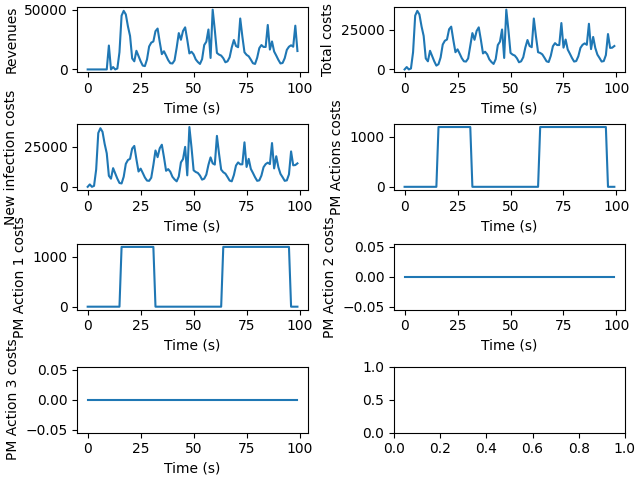 Revenues
50000
0
0 25 50 75 100
Time (s)
Total costs
25000
0
0 25 50 75 100
Time (s)
New infection costs
25000
0
0 25 50 75 100
Time (s)
PM Actions costs
1000
0
0 25 50 75 100
Time (s)
PM Action 1 costs
1000
0
0 25 50 75 100
Time (s)
PM Action 2 costs
0.05
0.00
−0.05
0 25 50 75 100
Time (s)
PM Action 3 costs
0.05
0.00
−0.05
0 25 50 75 100
Time (s)
1.0
0.5
0.0
0.0 0.2 0.4 0.6 0.8 1.0